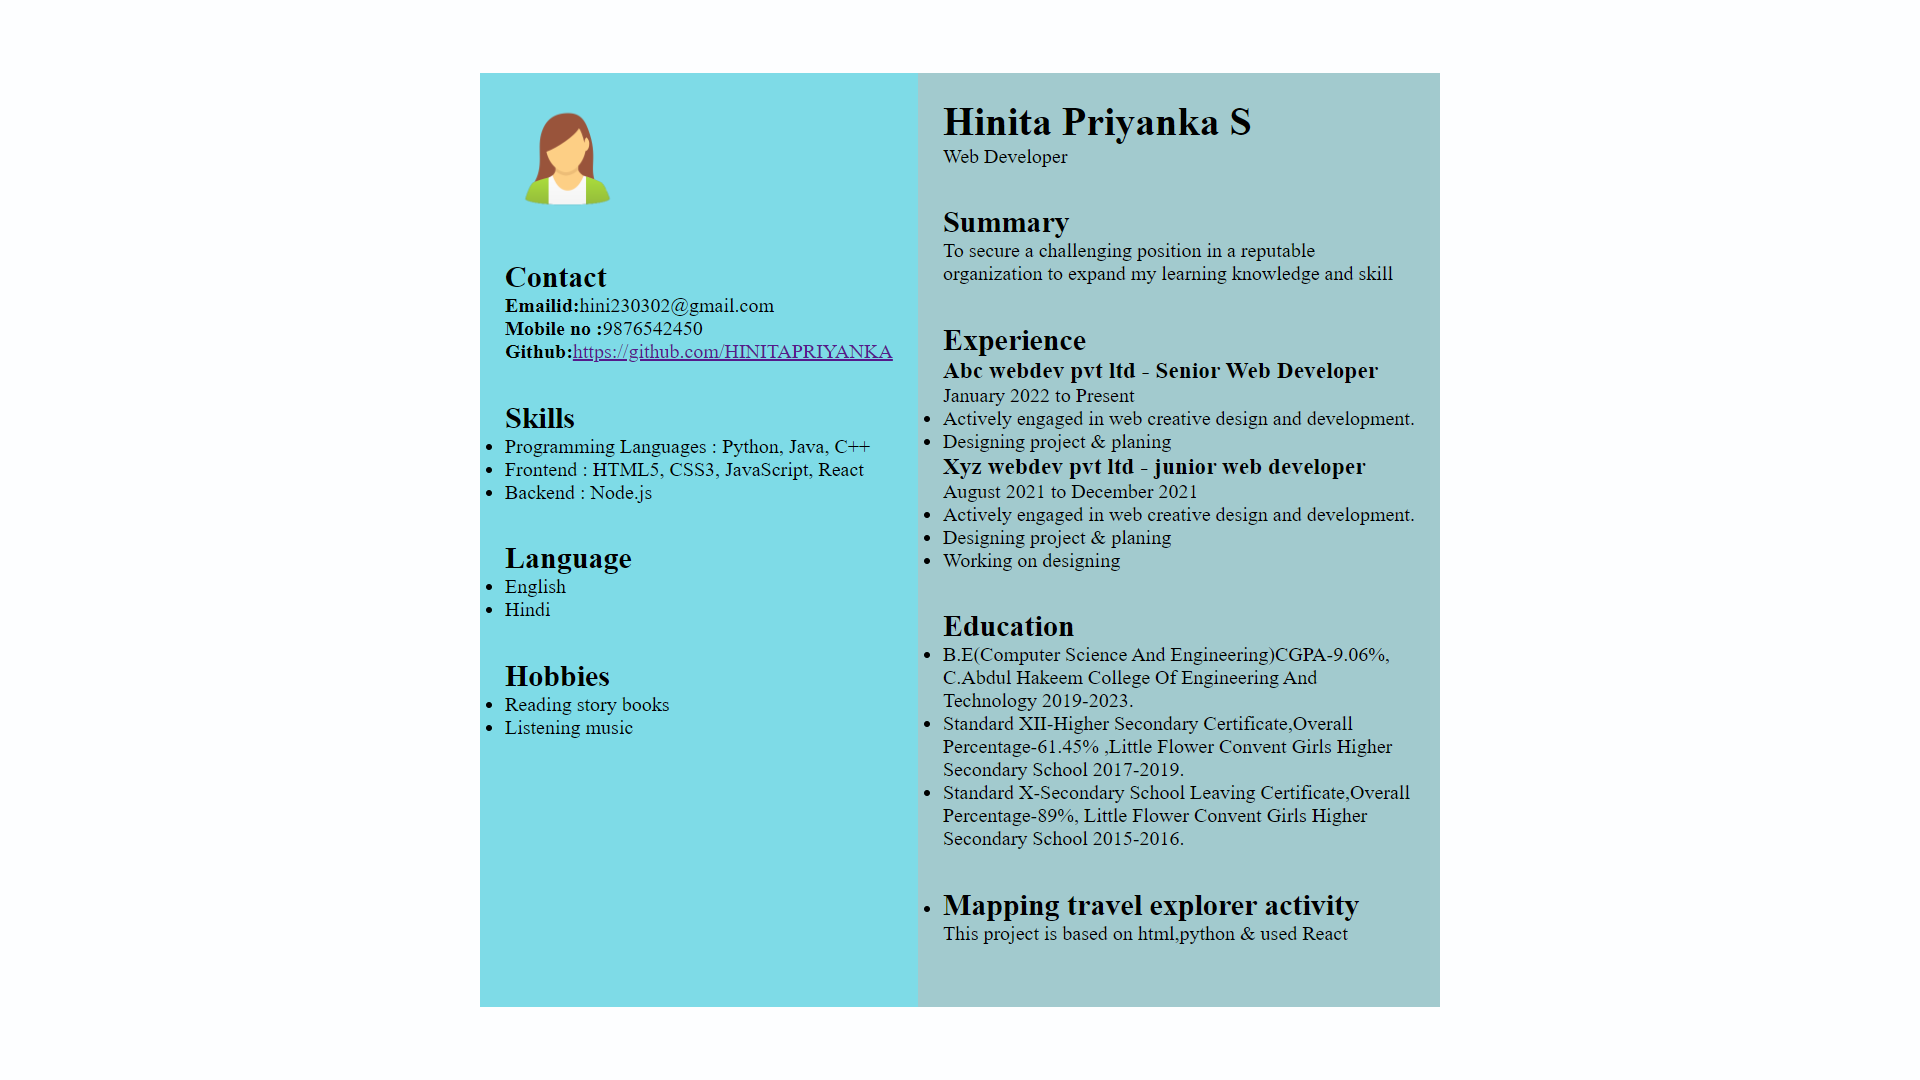 Contact
Emailid:hini230302@gmail.com
Mobile no :9876542450
Github:https://github.com/HINITAPRIYANKA
Skills
Programming Languages : Python, Java, C++
Frontend : HTML5, CSS3, JavaScript, React
Backend : Node.js
Language
English
Hindi
Hobbies
Reading story books
Listening music
Hinita Priyanka S
Web Developer
Summary
To secure a challenging position in a reputable
organization to expand my learning knowledge and skill
Experience
Abc webdev pvt ltd - Senior Web Developer
January 2022 to Present
Actively engaged in web creative design and development.
Designing project & planing
Xyz webdev pvt ltd - junior web developer
August 2021 to December 2021
Actively engaged in web creative design and development.
Designing project & planing
Working on designing
Education
B.E(Computer Science And Engineering)CGPA-9.06%,
C.Abdul Hakeem College Of Engineering And
Technology 2019-2023.
Standard XII-Higher Secondary Certificate,Overall
Percentage-61.45% ,Little Flower Convent Girls Higher
Secondary School 2017-2019.
Standard X-Secondary School Leaving Certificate,Overall
Percentage-89%, Little Flower Convent Girls Higher
Secondary School 2015-2016.
Mapping travel explorer activity
This project is based on html,python & used React